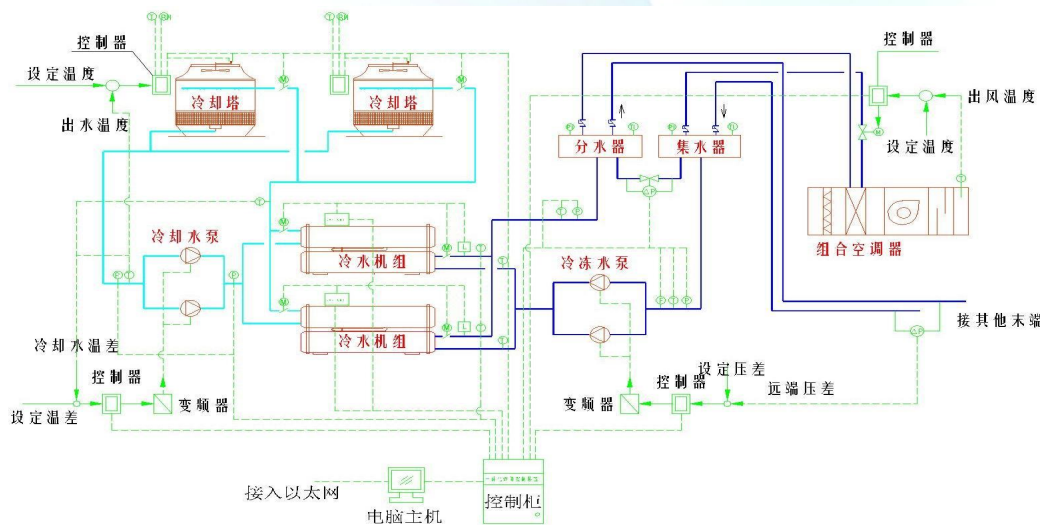 T RH
T RH
控制器
控制器
设定温度
冷却塔
冷却塔
M
M
出风温度
出水温度
P
分水器
T
P
集水器
T
M
设定温度
ΔP
T
T
T P
P T P
组合空调器
冷却水泵
M
M
L
T
冷水机组
T
冷冻水泵
P T
P
M
M
L
冷水机组
T
接其他末端
ΔP
冷却水温差
设定压差
控制器
控制器
远端压差
设定温差
变频器
变频器
接入以太网
电脑主机
控制柜